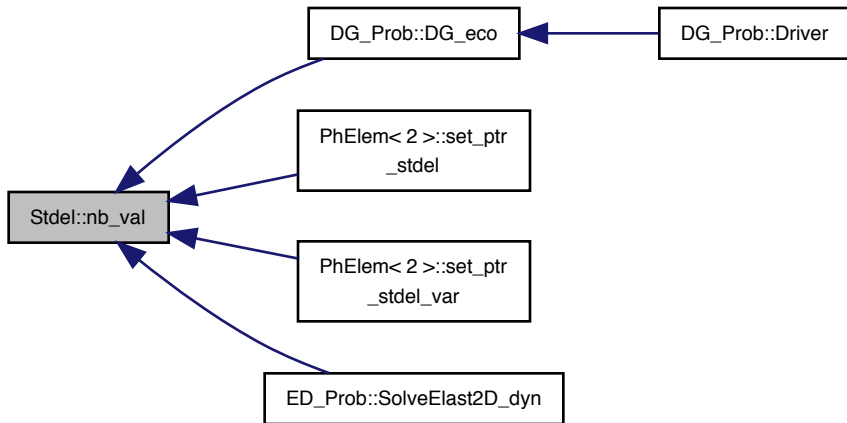 DG_Prob::DG_eco
DG_Prob::Driver
PhElem< 2 >::set_ptr
_stdel
Stdel::nb_val
PhElem< 2 >::set_ptr
_stdel_var
ED_Prob::SolveElast2D_dyn